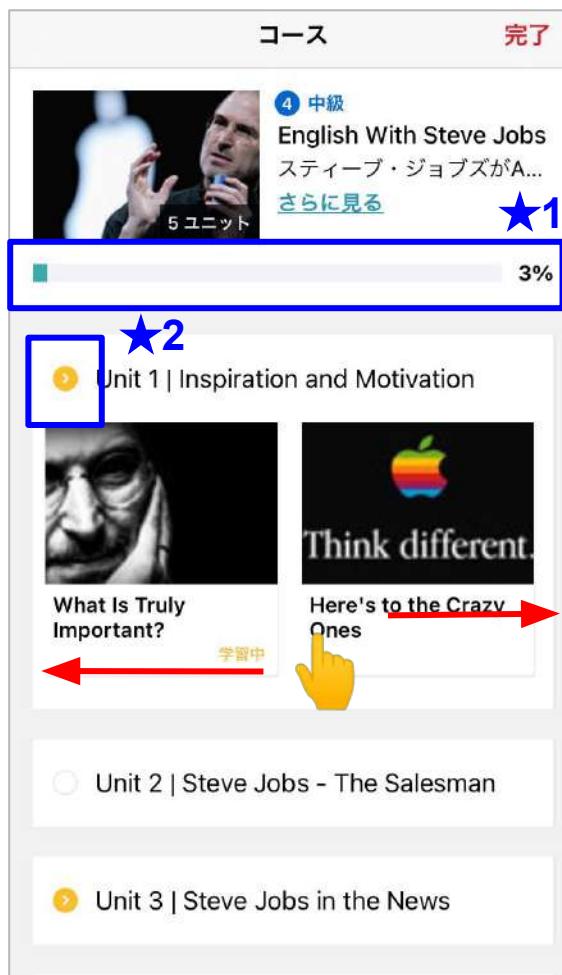 コース
完了
4 中級
English With Steve Jobs
スティーブ・ジョブズがA...
さらに見る
5 ユニット
★1
3%
★2
Unit 1 | Inspiration and Motivation
Think different.
What Is Truly
Important?
学習中
Here's to the Crazy
Ones
Unit 2 | Steve Jobs - The Salesman
Unit 3 | Steve Jobs in the News